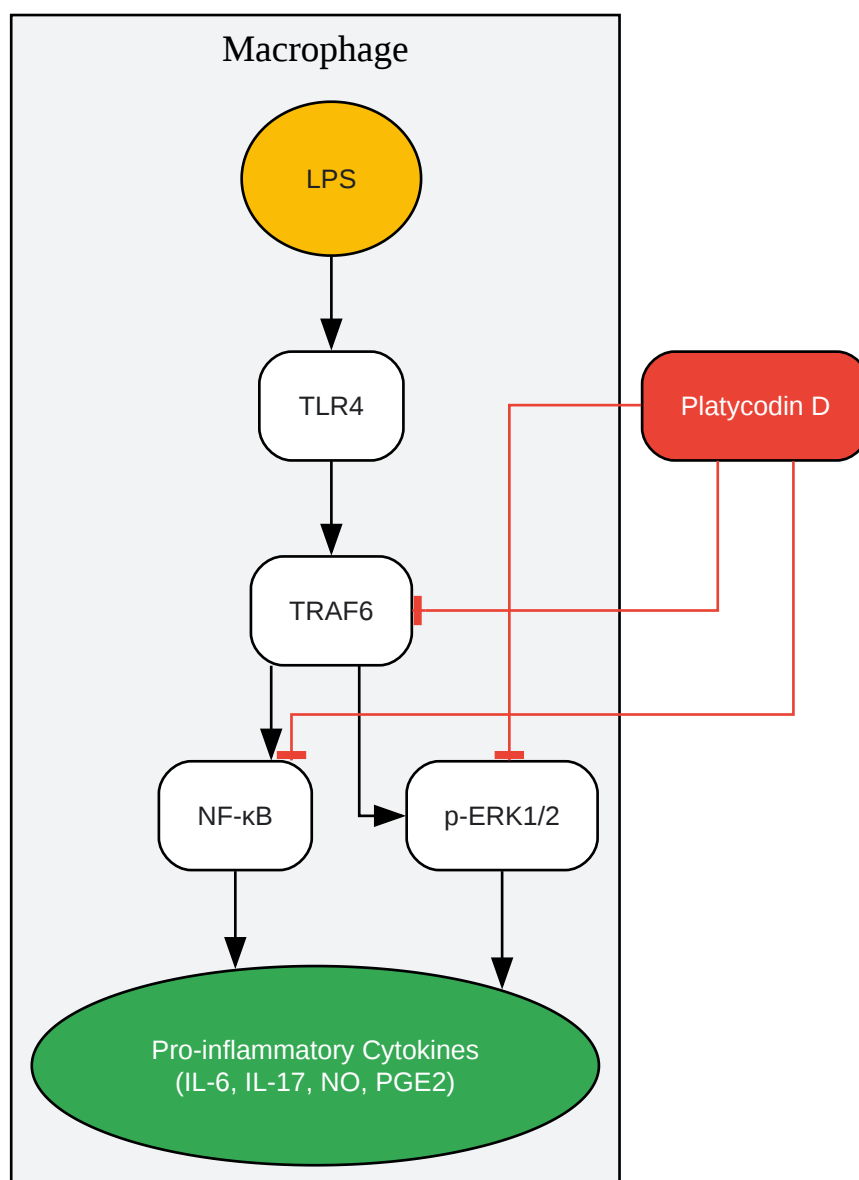 Macrophage
LPS
TLR4
Platycodin D
TRAF6
NF-κB
p-ERK1/2
Pro-inflammatory Cytokines
(IL-6, IL-17, NO, PGE2)